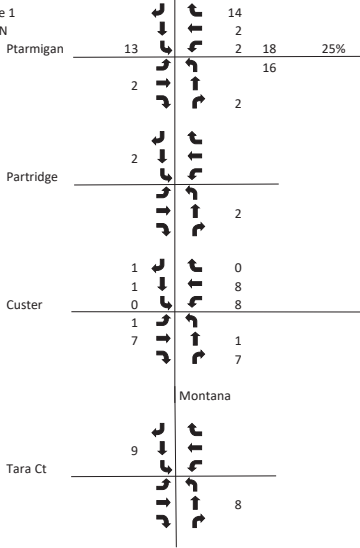 e 1 14
N 2
Ptarmigan 13 2 18 25%
16
2
2
2
Partridge
2
1 0
1 8
Custer 0 8
1
7 1
7
Montana
9
Tara Ct
8